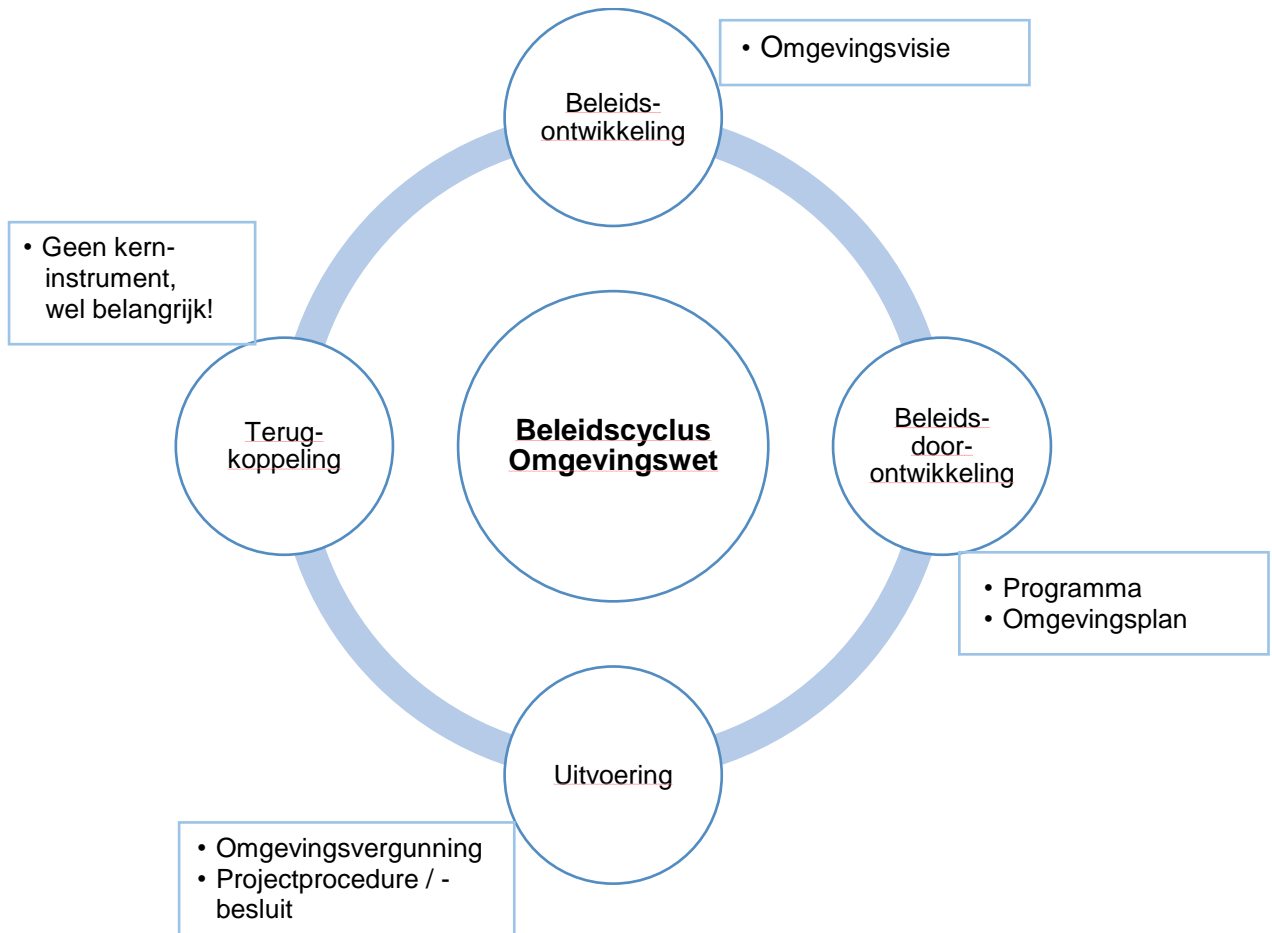 Beleids-
ontwikkeling
• Omgevingsvisie
Beleids-
door-
ontwikkeling
• Programma
• Omgevingsplan
Uitvoering
• Omgevingsvergunning
• Projectprocedure / -
besluit
Terug-
koppeling
• Geen kern-
instrument,
wel belangrijk!
Beleidscyclus
Omgevingswet